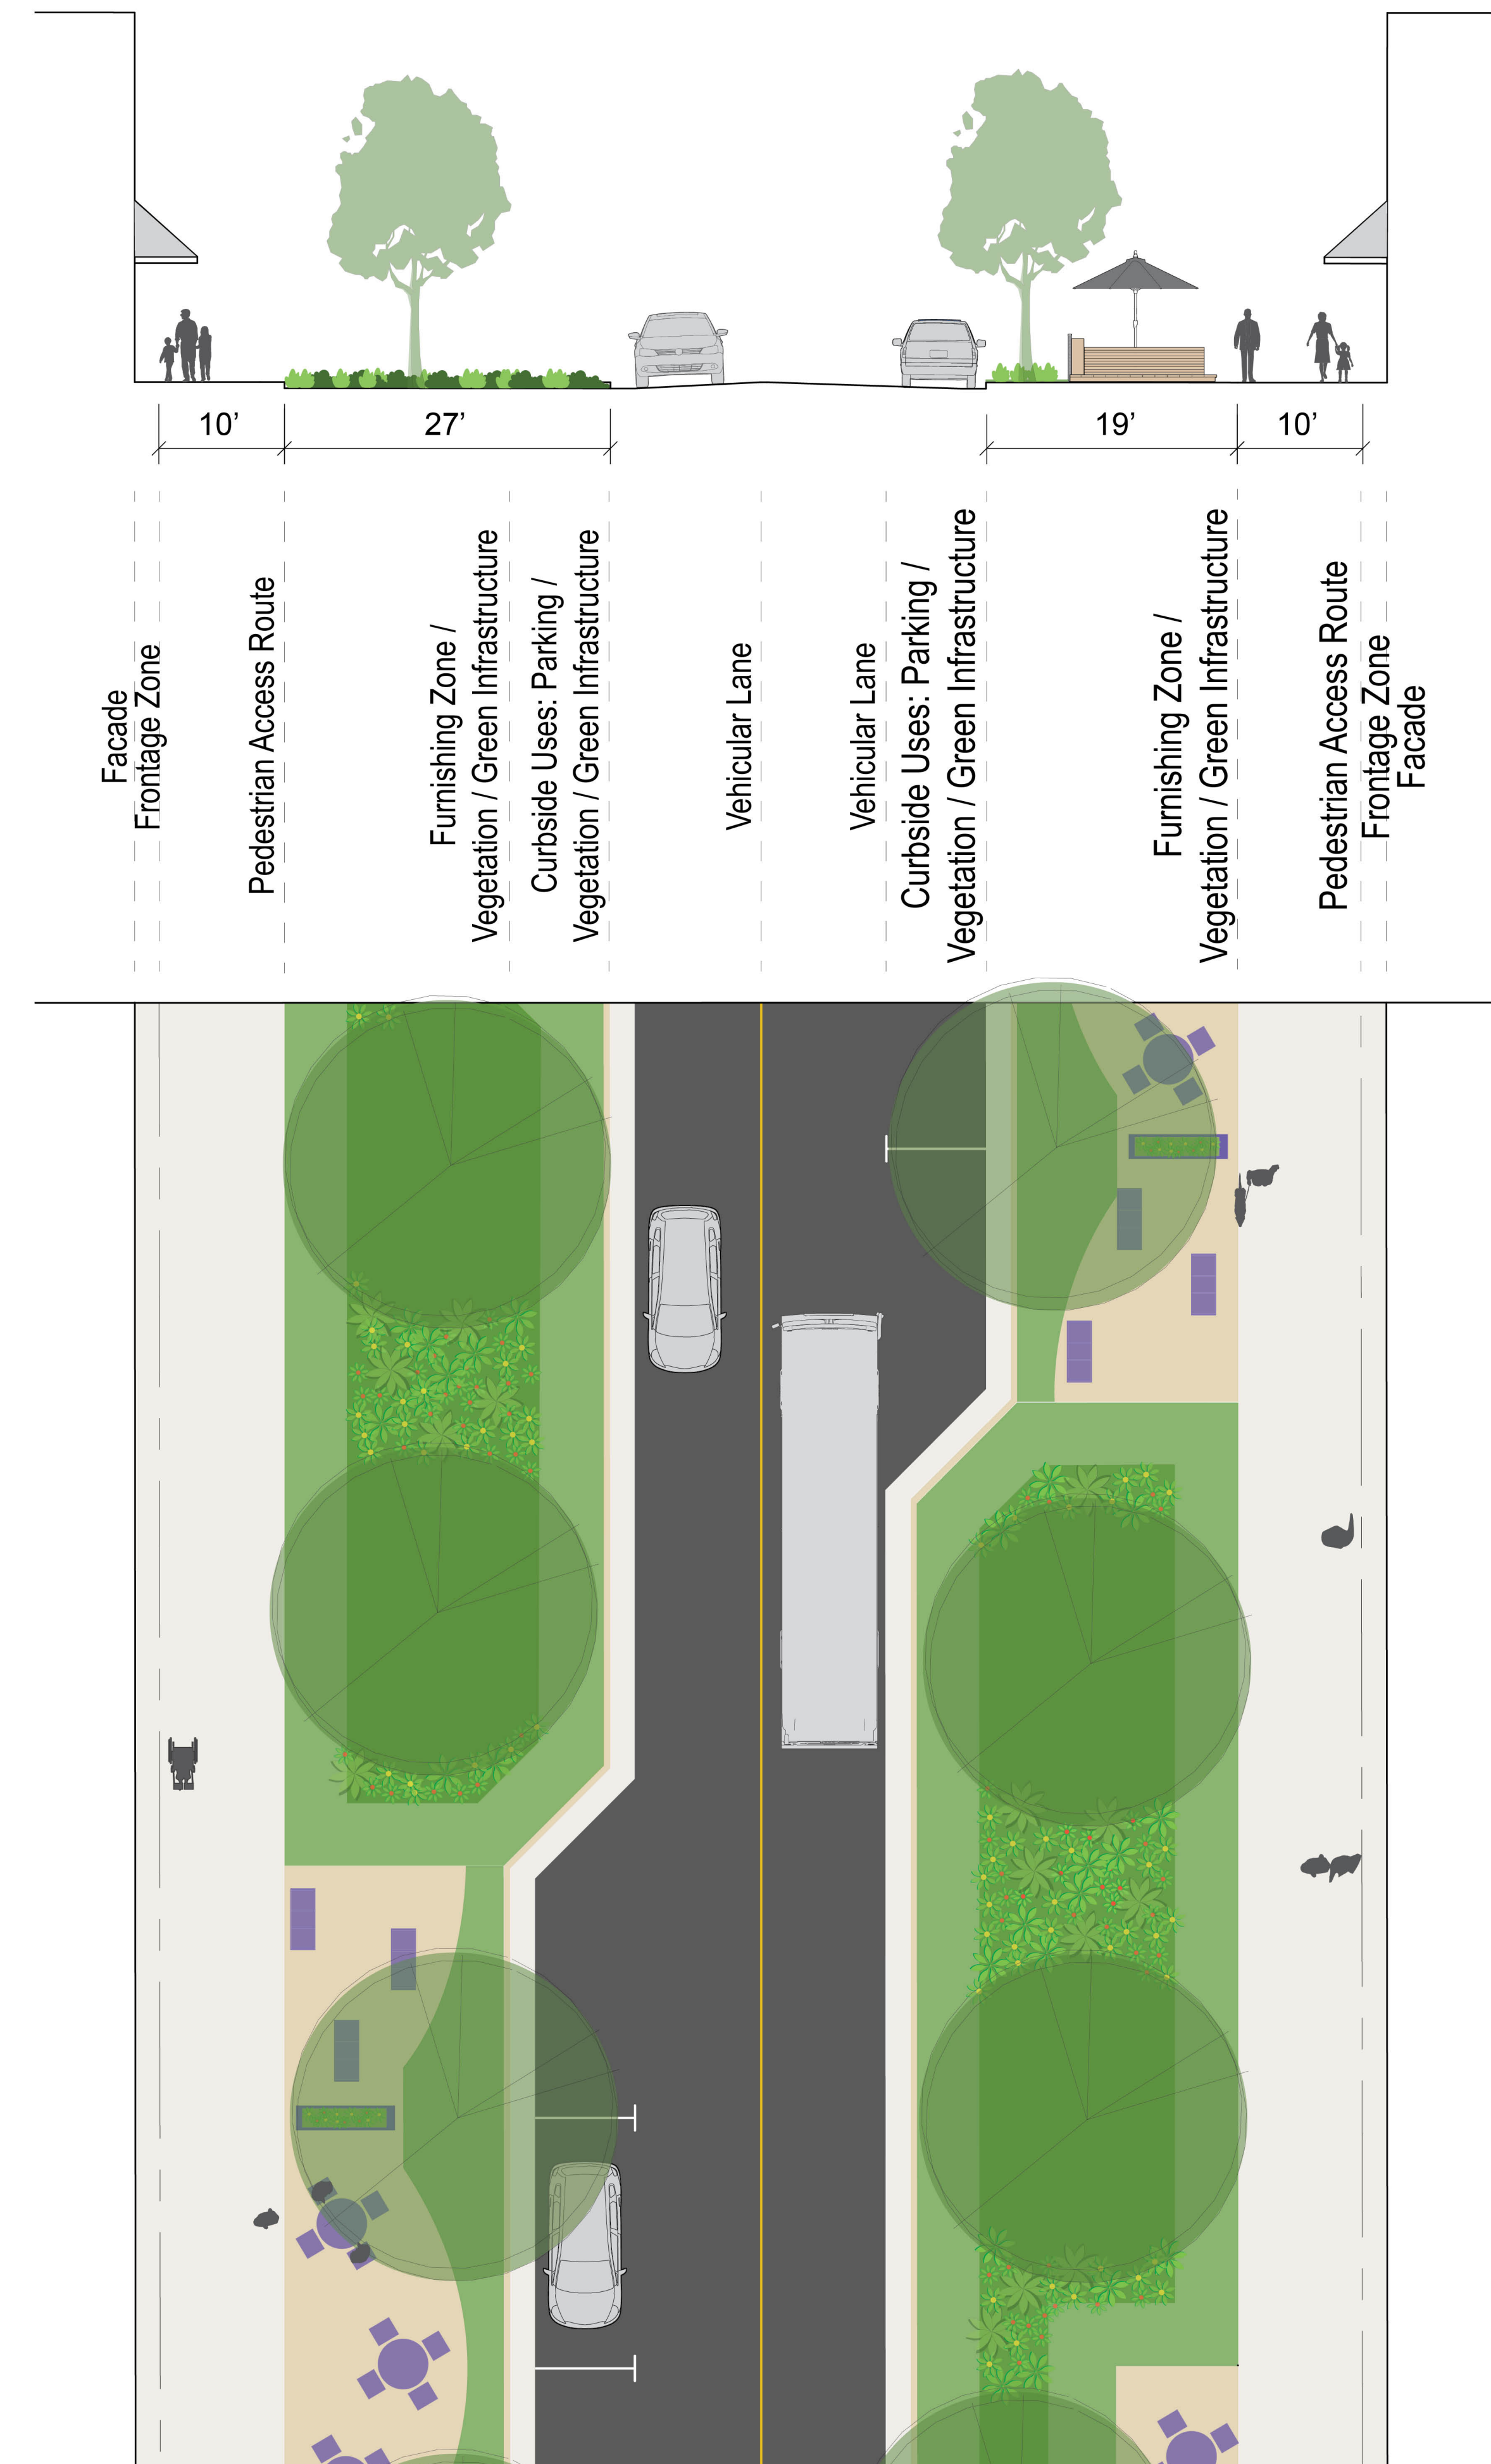 10’
27’
19’
10’
Facade
Frontage Zone
Pedestrian Access Route
Furnishing Zone /
Vegetation / Green Infrastructure
Curbside Uses: Parking /
Vegetation / Green Infrastructure
Vehicular Lane
Vehicular Lane
Curbside Uses: Parking /
Vegetation / Green Infrastructure
Furnishing Zone /
Vegetation / Green Infrastructure
Pedestrian Access Route
Frontage Zone
Facade